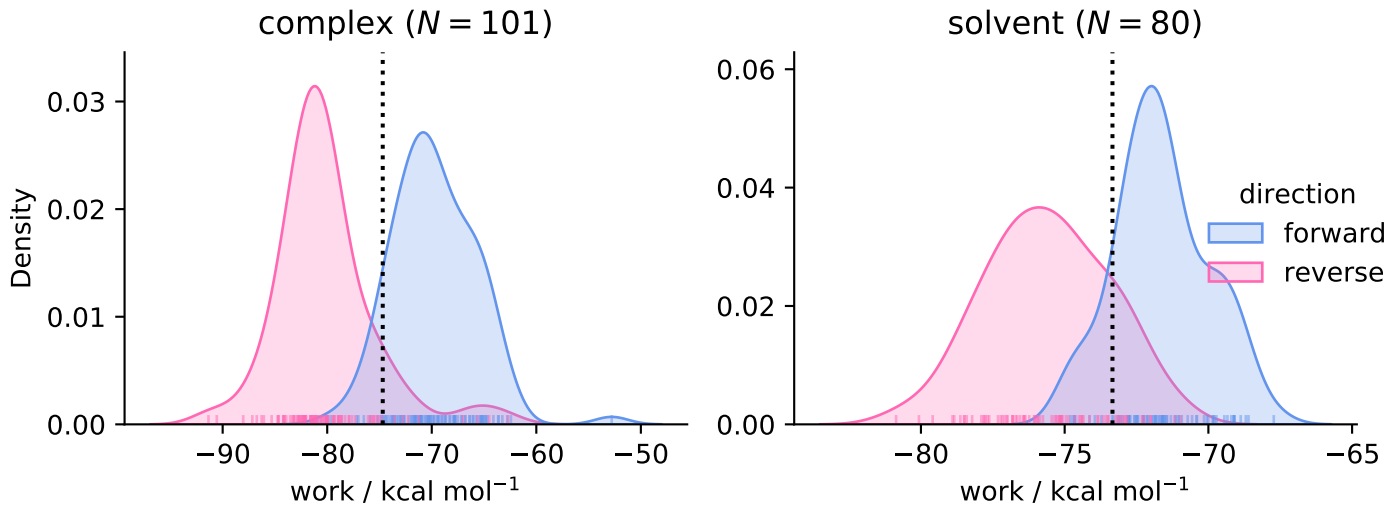 complex (N = 101)
Density
0.03
0.02
0.01
0.00
−90
−80
−70
−60
−50
work / kcal mol⁻¹
solvent (N = 80)
0.06
0.04
0.02
0.00
−80
−75
−70
−65
work / kcal mol⁻¹
direction
forward
reverse